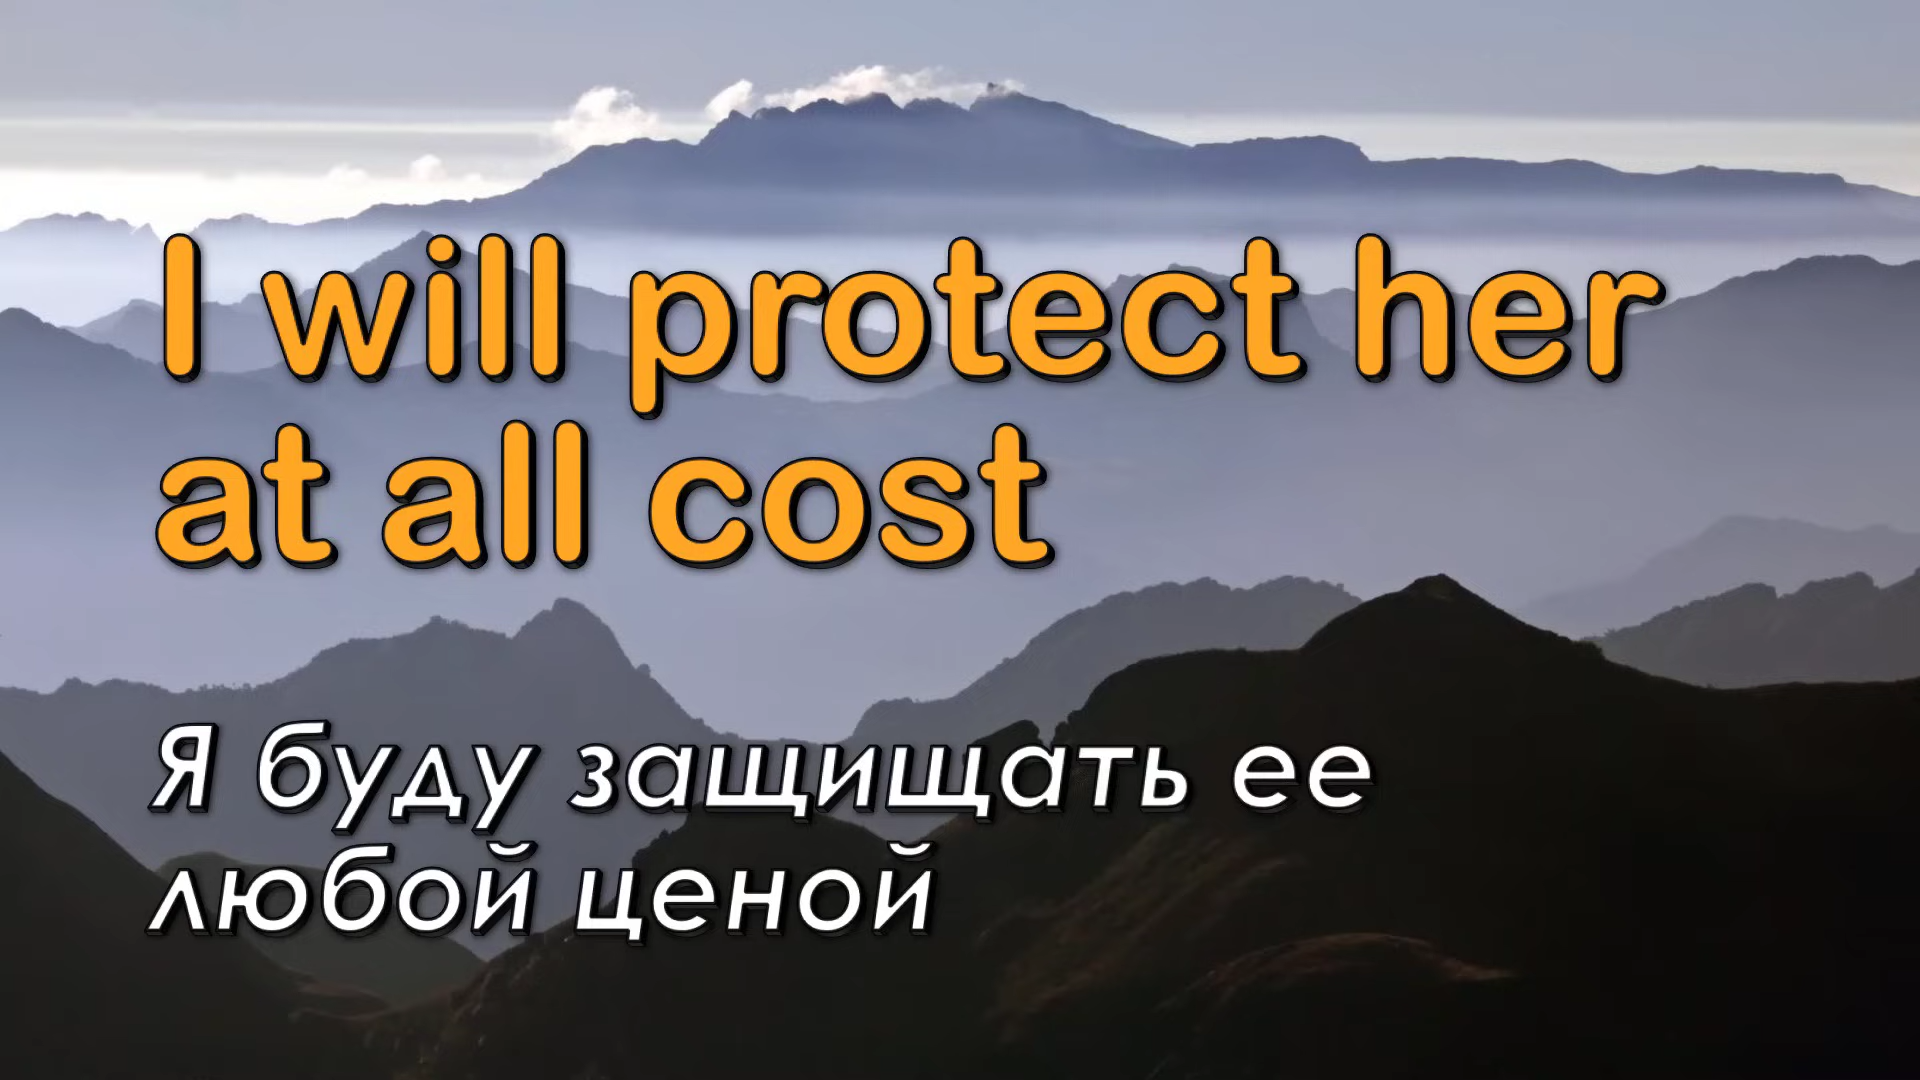 I will protect her
at all cost
Я буду защищать ее
любой ценой